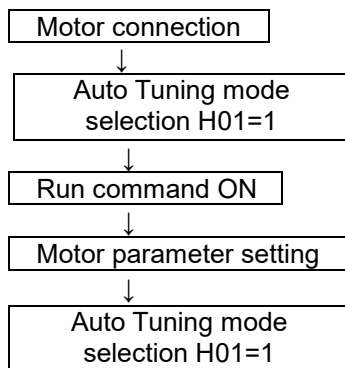 Motor connection
↓
Auto Tuning mode
selection H01=1
↓
Run command ON
↓
Motor parameter setting
↓
Auto Tuning mode
selection H01=1